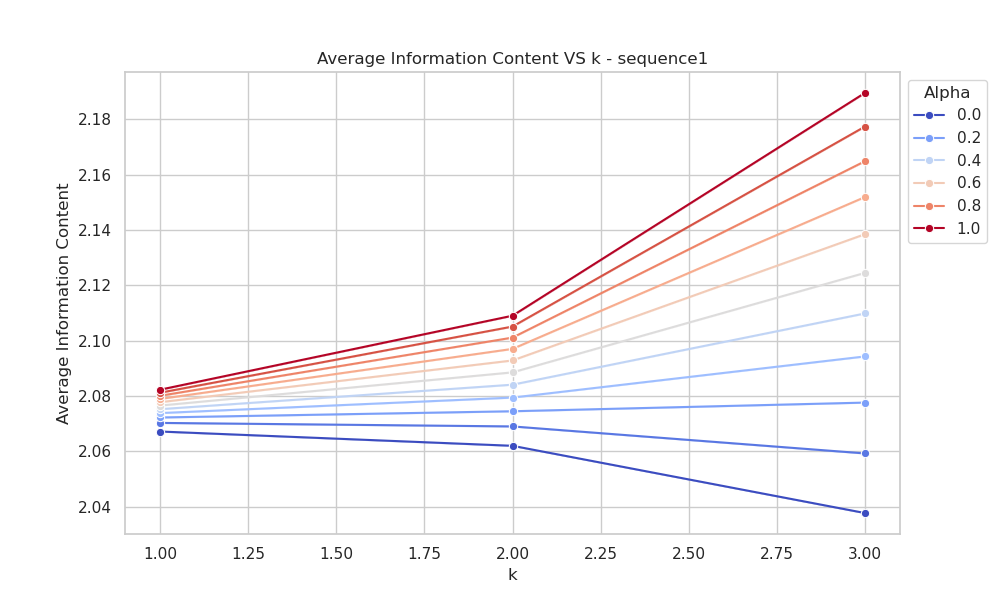 Average Information Content VS k - sequence1
Average Information Content
2.18
2.16
2.14
2.12
2.10
2.08
2.06
2.04
1.00 1.25 1.50 1.75 2.00 2.25 2.50 2.75 3.00
k
Alpha
0.0
0.2
0.4
0.6
0.8
1.0